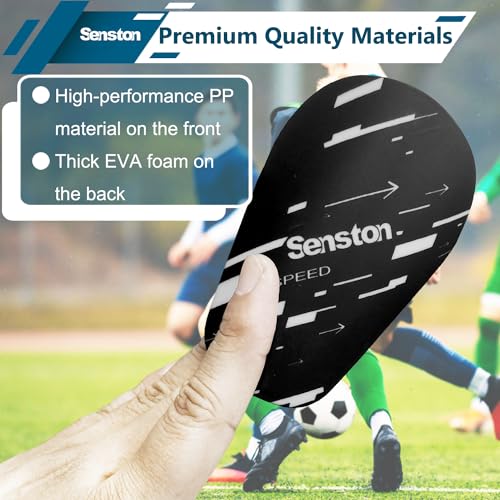 Senston
Premium Quality Materials
High-performance PP
material on the front
Thick EVA foam on
the back
Senston
SPEED